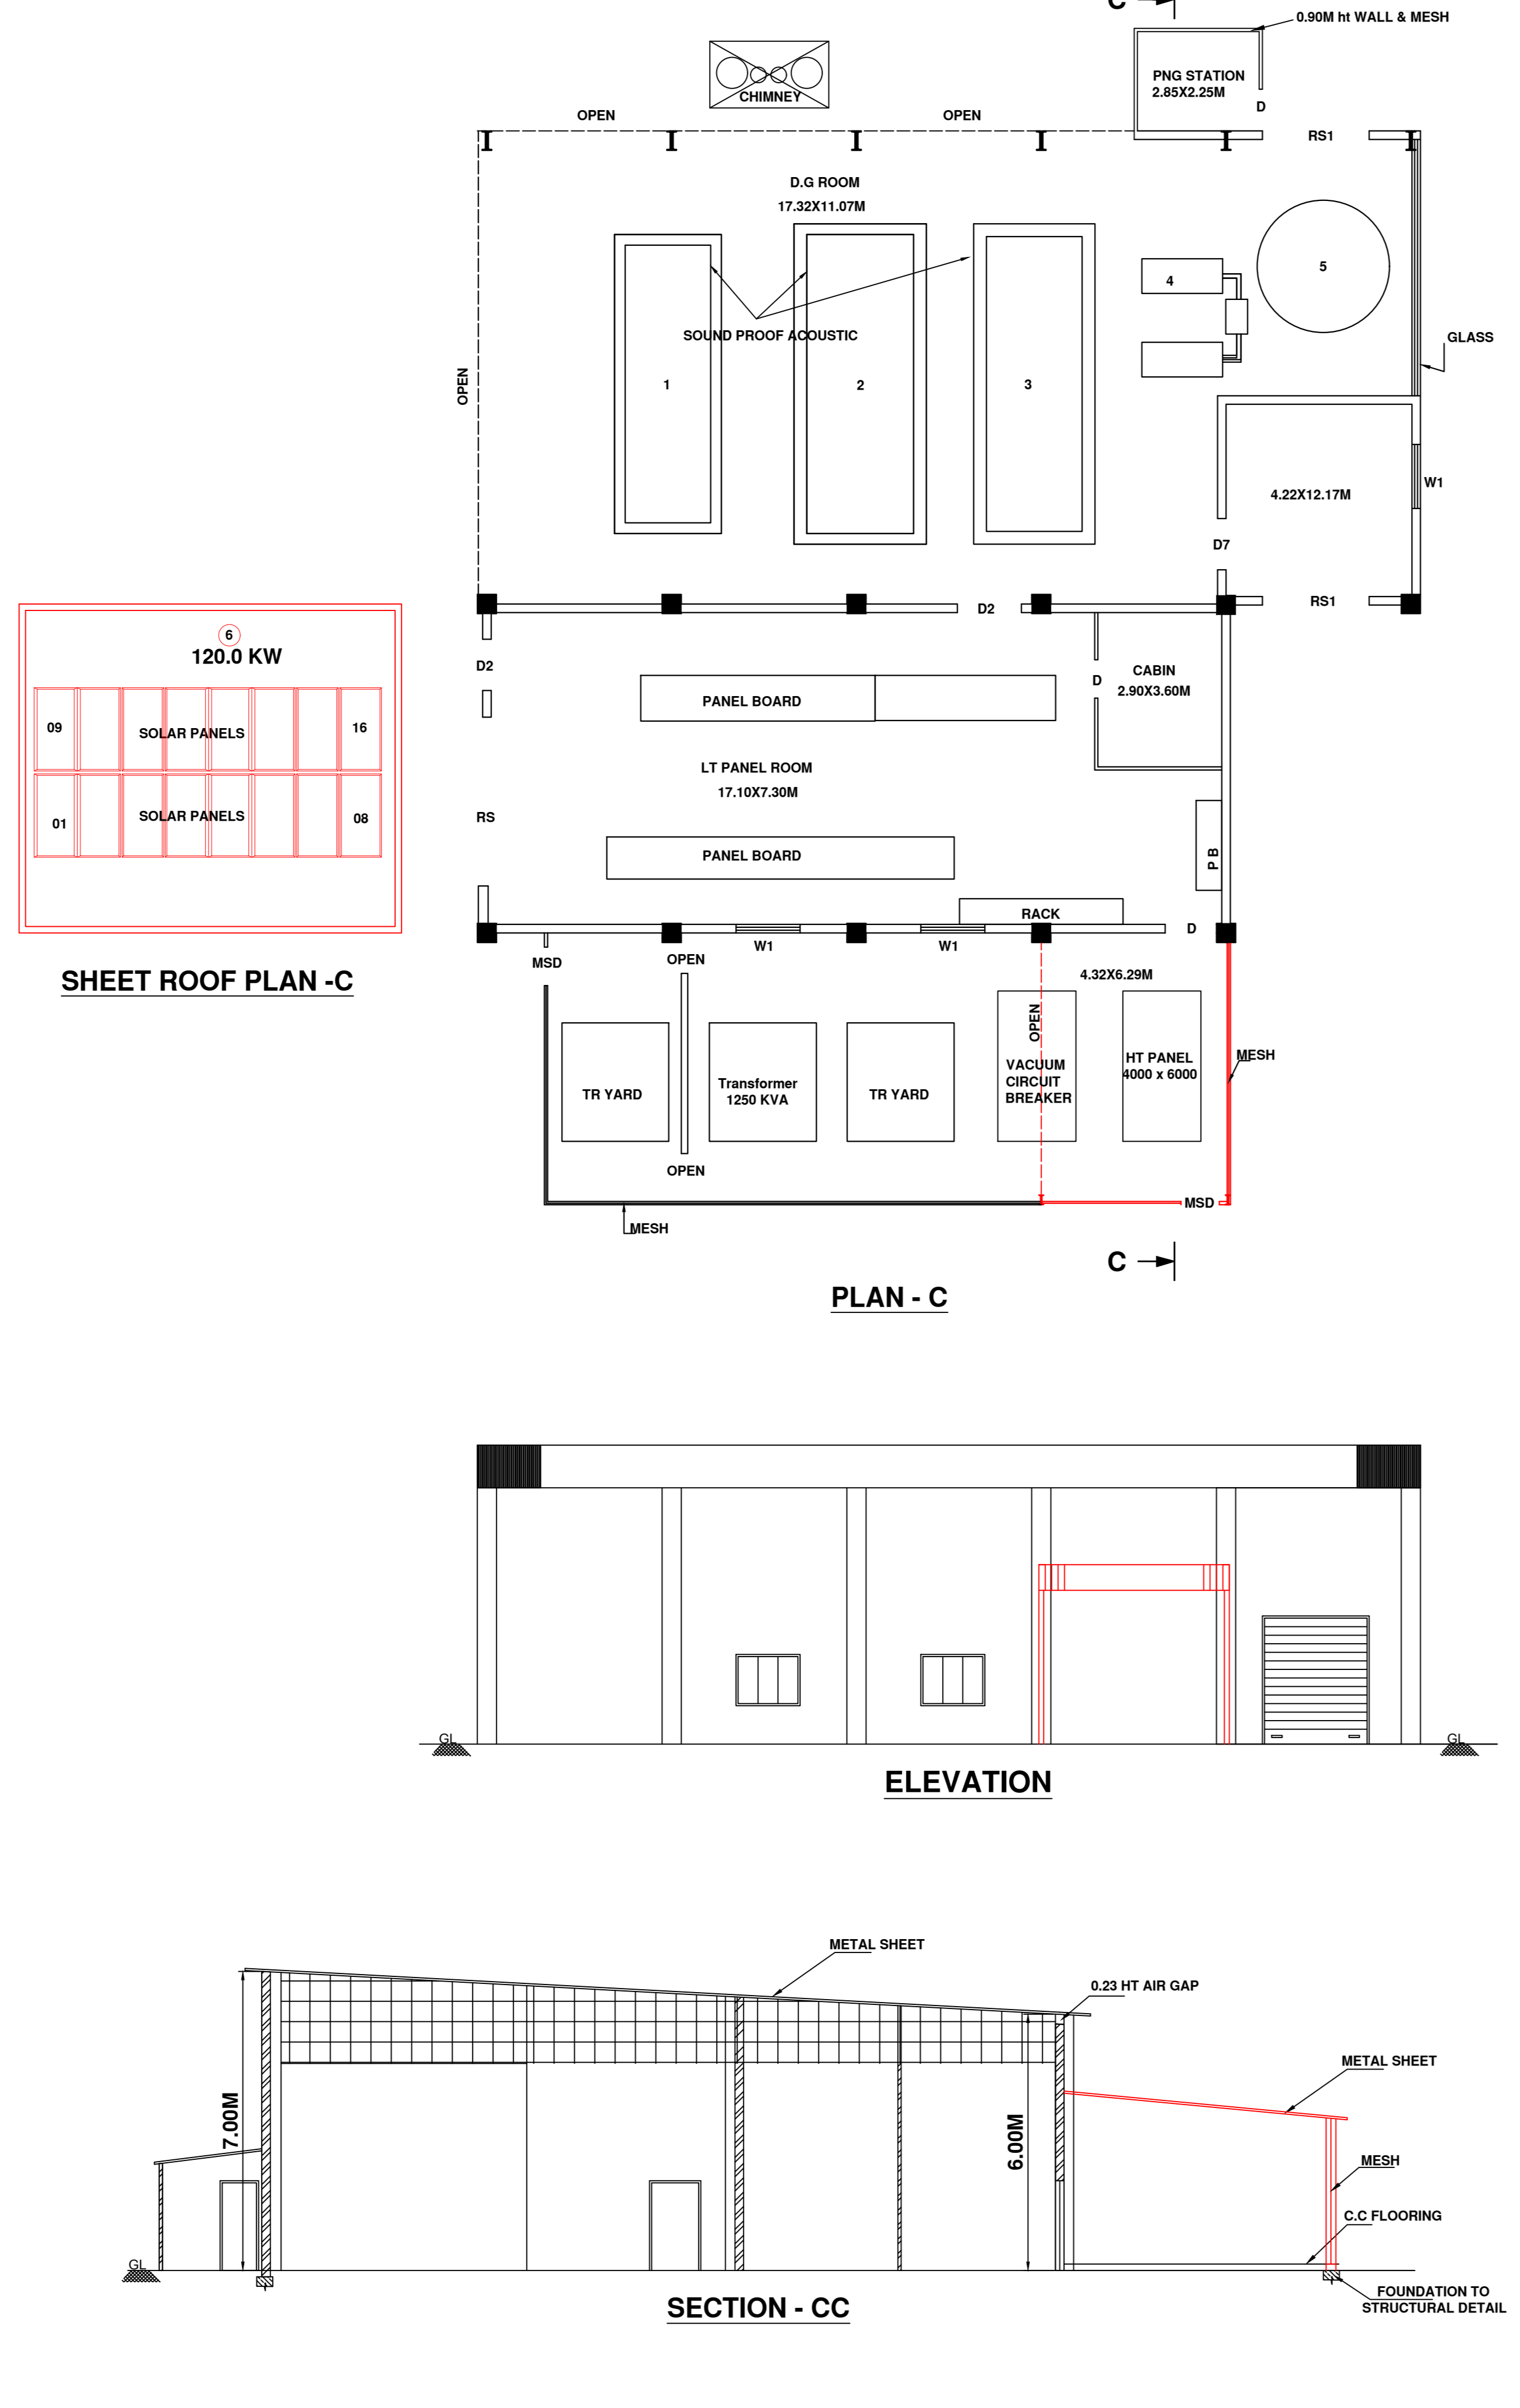 C
0.90M ht WALL & MESH
PNG STATION
2.85X2.25M
D
CHIMNEY
OPEN
OPEN
RS1
D.G ROOM
17.32X11.07M
4
5
SOUND PROOF ACOUSTIC
GLASS
OPEN
1
2
3
4.22X12.17M
W1
D7
RS1
D2
D2
CABIN
2.90X3.60M
D
PANEL BOARD
LT PANEL ROOM
17.10X7.30M
RS
PANEL BOARD
P B
RACK
D
W1
W1
MSD
OPEN
4.32X6.29M
OPEN
TR YARD
Transformer
1250 KVA
TR YARD
VACUUM
CIRCUIT
BREAKER
HT PANEL
4000 x 6000
MESH
OPEN
MSD
MESH
C
PLAN - C
6
120.0 KW
09
SOLAR PANELS
16
01
SOLAR PANELS
08
SHEET ROOF PLAN -C
GL
GL
ELEVATION
METAL SHEET
0.23 HT AIR GAP
METAL SHEET
7.00M
6.00M
MESH
C.C FLOORING
GL
FOUNDATION TO
STRUCTURAL DETAIL
SECTION - CC